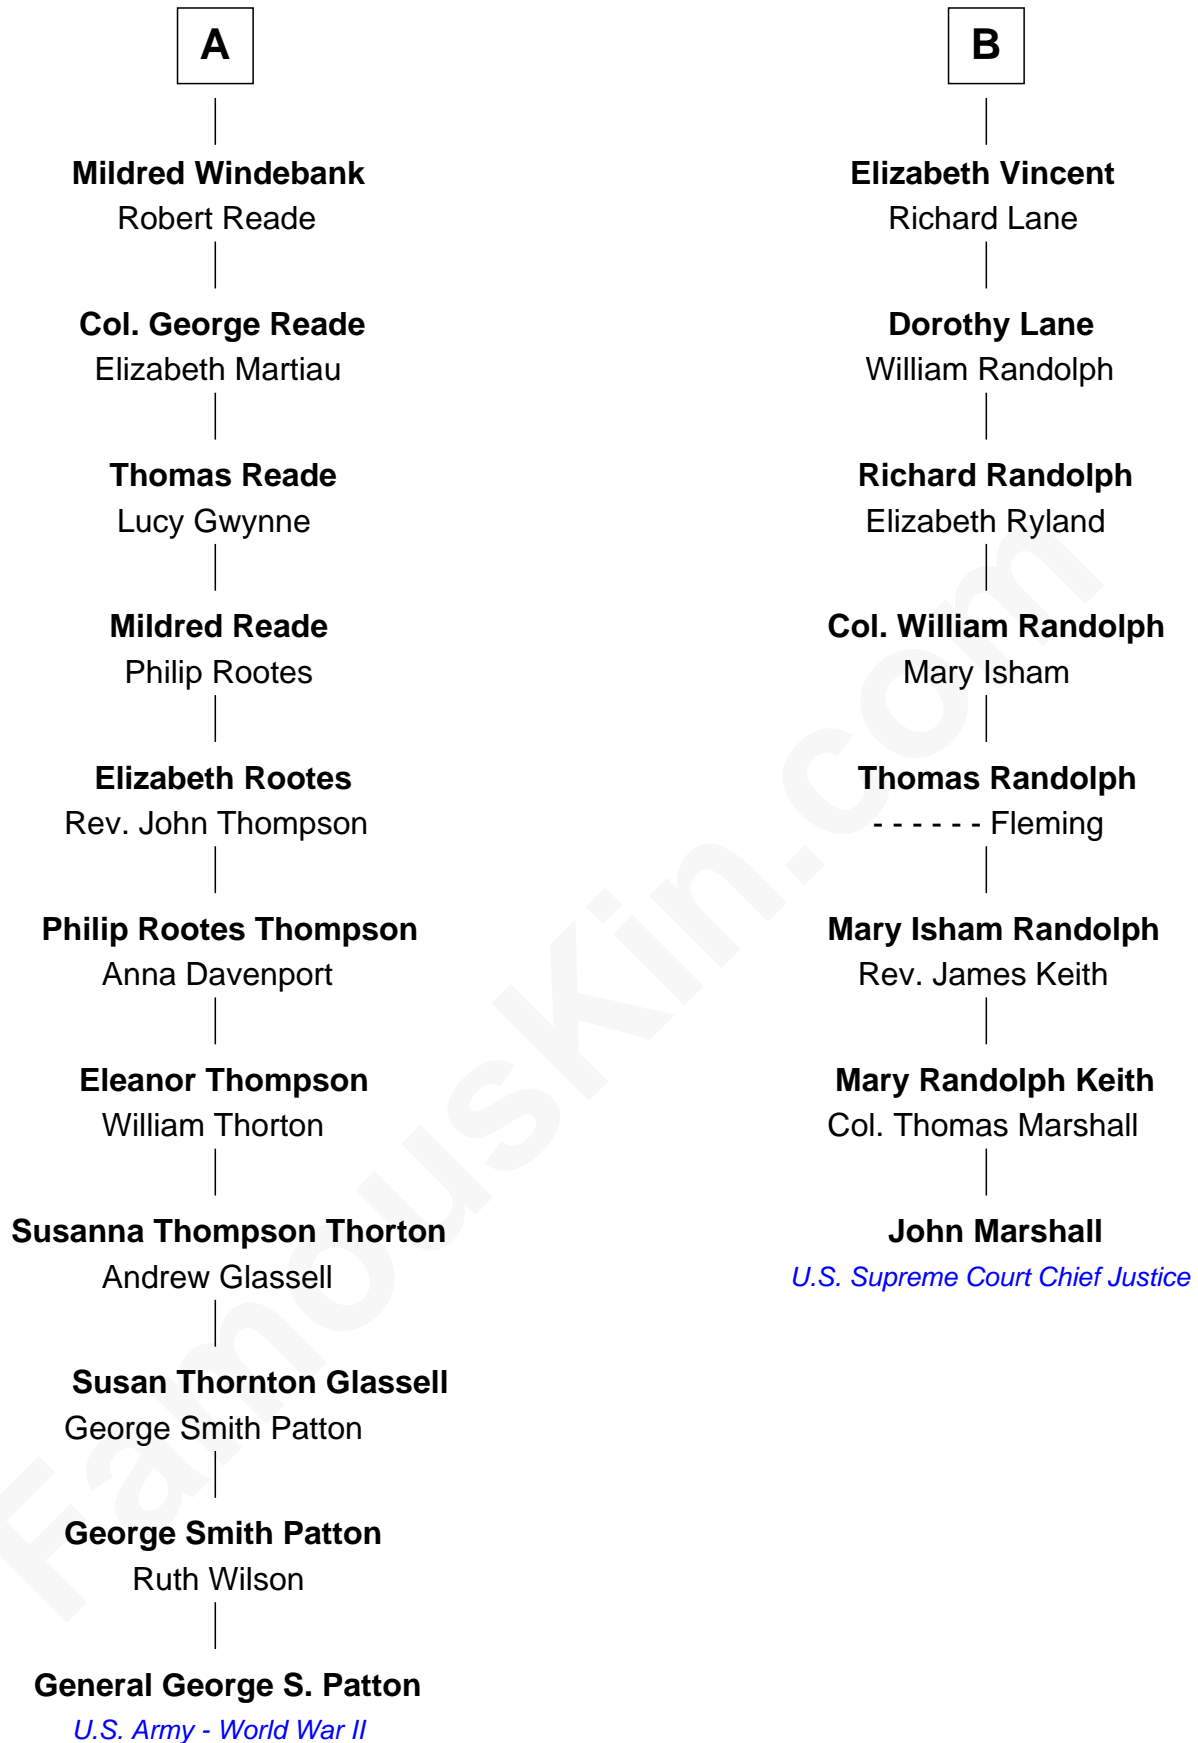 A
Mildred Windebank
Robert Reade
Col. George Reade
Elizabeth Martiau
Thomas Reade
Lucy Gwynne
Mildred Reade
Philip Rootes
Elizabeth Rootes
Rev. John Thompson
Philip Rootes Thompson
Anna Davenport
Eleanor Thompson
William Thorton
Susanna Thompson Thorton
Andrew Glassell
Susan Thornton Glassell
George Smith Patton
George Smith Patton
Ruth Wilson
General George S. Patton
U.S. Army - World War II
B
Elizabeth Vincent
Richard Lane
Dorothy Lane
William Randolph
Richard Randolph
Elizabeth Ryland
Col. William Randolph
Mary Isham
Thomas Randolph
- - - - - - Fleming
Mary Isham Randolph
Rev. James Keith
Mary Randolph Keith
Col. Thomas Marshall
John Marshall
U.S. Supreme Court Chief Justice
FamousKin.com